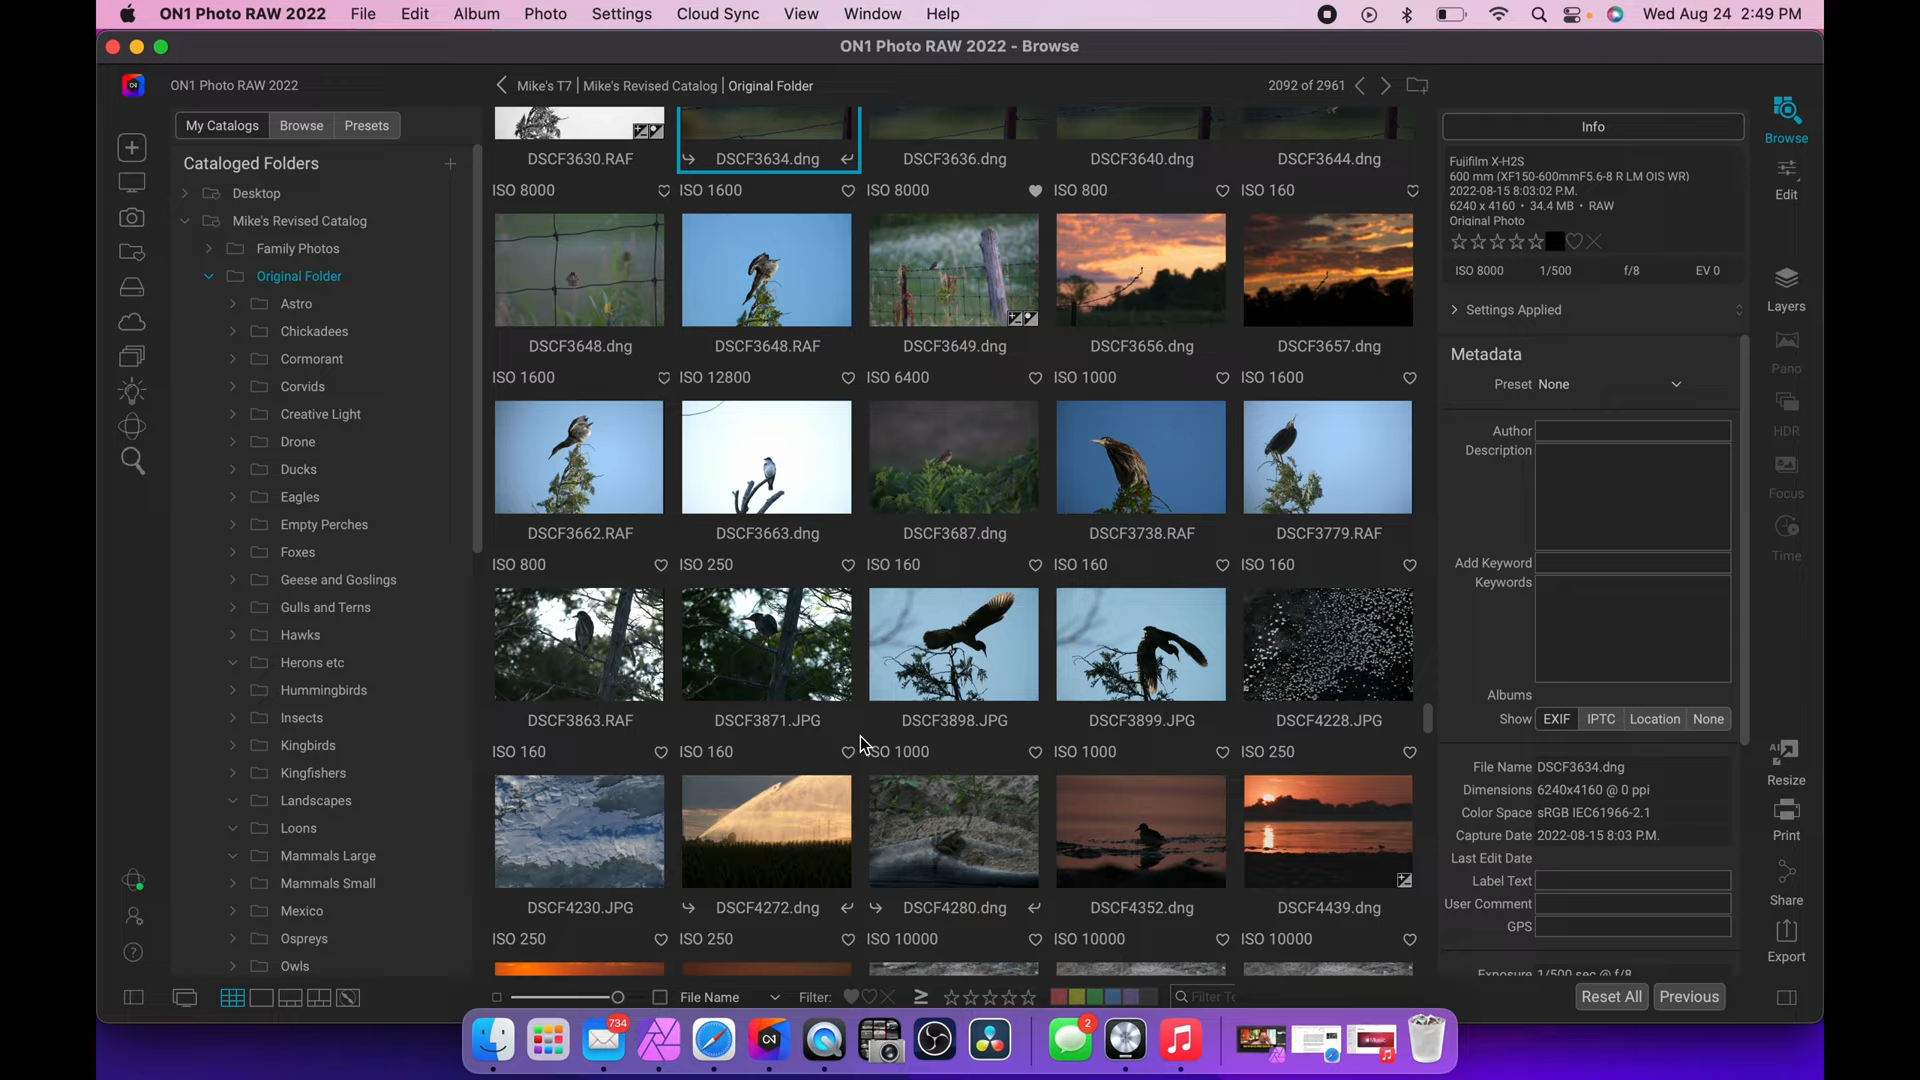 ON1 Photo RAW 2022 File Edit Album Photo Settings Cloud Sync View Window Help Wed Aug 24 2:49 PM
ON1 Photo RAW 2022 - Browse
ON1 Photo RAW 2022
Mike's T7 | Mike's Revised Catalog | Original Folder
2092 of 2961
My Catalogs Browse Presets
Cataloged Folders
Desktop
Mike's Revised Catalog
Family Photos
Original Folder
Astro
Chickadees
Cormorant
Corvids
Creative Light
Drone
Ducks
Eagles
Empty Perches
Foxes
Geese and Goslings
Gulls and Terns
Hawks
Herons etc
Hummingbirds
Insects
Kingbirds
Kingfishers
Landscapes
Loons
Mammals Large
Mammals Small
Mexico
Ospreys
Owls
DSCF3630.RAF DSCF3634.dng DSCF3636.dng DSCF3640.dng DSCF3644.dng
ISO 8000 ISO 1600 ISO 8000 ISO 800 ISO 160
DSCF3648.dng DSCF3648.RAF DSCF3649.dng DSCF3656.dng DSCF3657.dng
ISO 1600 ISO 12800 ISO 6400 ISO 1000 ISO 1600
DSCF3662.RAF DSCF3663.dng DSCF3687.dng DSCF3738.RAF DSCF3779.RAF
ISO 800 ISO 250 ISO 160 ISO 160 ISO 160
DSCF3863.RAF DSCF3871.JPG DSCF3898.JPG DSCF3899.JPG DSCF4228.JPG
ISO 160 ISO 160 ISO 1000 ISO 1000 ISO 250
DSCF4230.JPG DSCF4272.dng DSCF4280.dng DSCF4352.dng DSCF4439.dng
ISO 250 ISO 250 ISO 10000 ISO 10000 ISO 10000
File Name Filter: Filter
Info
Fujifilm X-H2S
600 mm (XF150-600mmF5.6-8 R LM OIS WR)
2022-08-15 8:03:02 P.M.
6240 x 4160 • 34.4 MB • RAW
Original Photo
ISO 8000 1/500 f/8 EV 0
Settings Applied
Metadata
Preset None
Author
Description
Add Keyword
Keywords
Albums
Show EXIF IPTC Location None
File Name DSCF3634.dng
Dimensions 6240x4160 @ 0 ppi
Color Space sRGB IEC61966-2.1
Capture Date 2022-08-15 8:03 P.M.
Last Edit Date
Label Text
User Comment
GPS
Exposure 1/500 sec @ f/8
Reset All Previous
Browse
Edit
Layers
Pano
HDR
Focus
Time
AI
Resize
Print
Share
Export
734
2